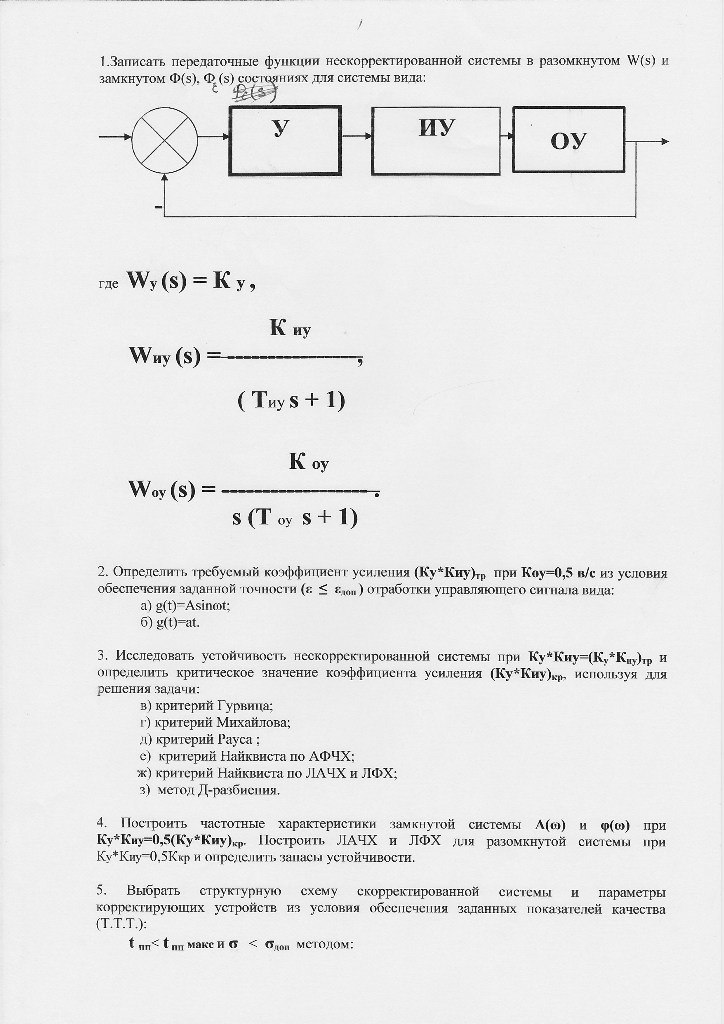 1.Записать передаточные функции нескорректированной системы в разомкнутом W(s) и
замкнутом Ф(s), Фε(s) состояниях для системы вида:
У
ИУ
ОУ
-
где Wу (s) = К у ,
К иу
Wиу (s) = ----------------,
( Тиу s + 1)
К оу
Wоу (s) = -------------------.
s (Т оу s + 1)
2. Определить требуемый коэффициент усиления (Ку*Киу)тр при Коу=0,5 в/с из условия
обеспечения заданной точности (ε ≤ εдоп ) отработки управляющего сигнала вида:
а) g(t)=Asinωt;
б) g(t)=at.
3. Исследовать устойчивость нескорректированной системы при Ку*Киу=(Ку*Киу)тр и
определить критическое значение коэффициента усиления (Ку*Киу)кр, используя для
решения задачи:
в) критерий Гурвица;
г) критерий Михайлова;
д) критерий Рауса ;
е) критерий Найквиста по АФЧХ;
ж) критерий Найквиста по ЛАЧХ и ЛФХ;
з) метод Д-разбиения.
4. Построить частотные характеристики замкнутой системы А(ω) и φ(ω) при
Ку*Киу=0,5(Ку*Киу)кр. Построить ЛАЧХ и ЛФХ для разомкнутой системы при
Ку*Киу=0,5Ккр и определить запасы устойчивости.
5. Выбрать структурную схему скорректированной системы и параметры
корректирующих устройств из условия обеспечения заданных показателей качества
(Т.Т.Т.):
t пп< t пп макс и σ < σдоп методом: